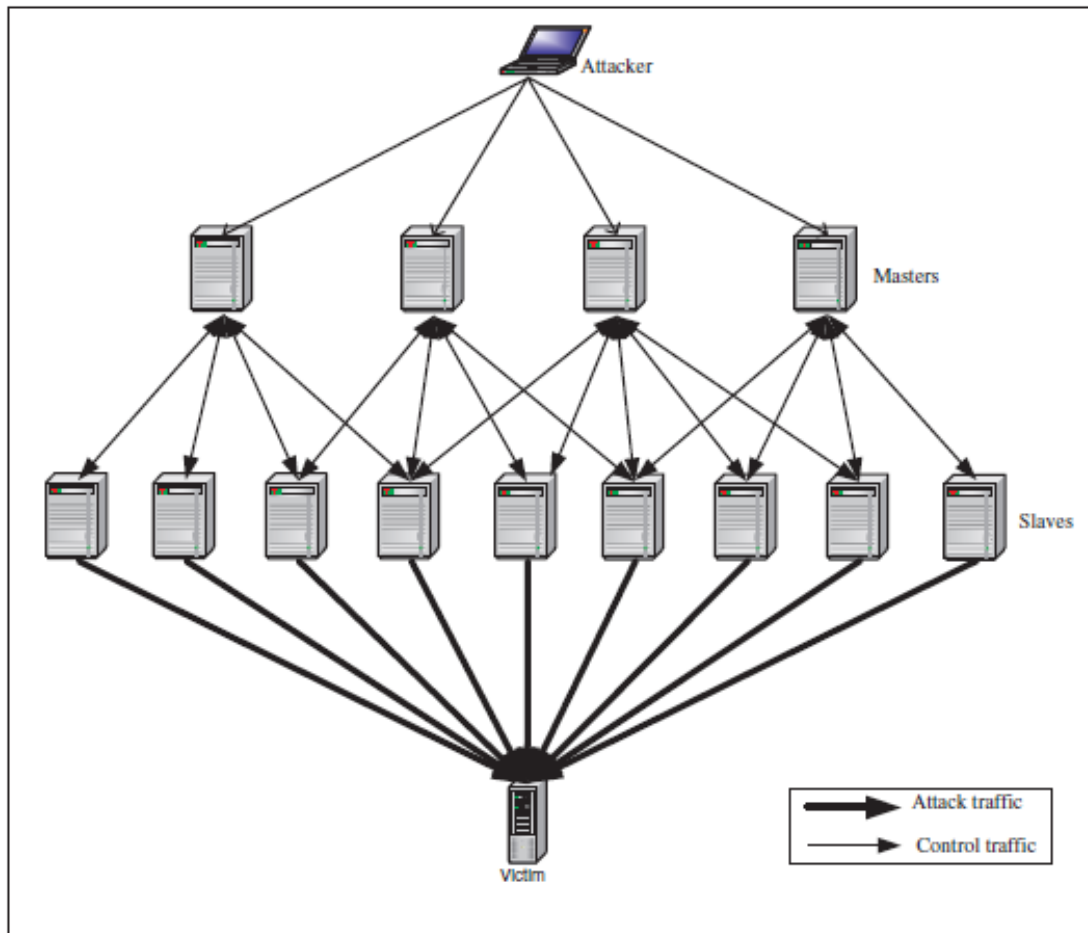 Attacker
Masters
Slaves
Attack traffic
Control traffic
Victim